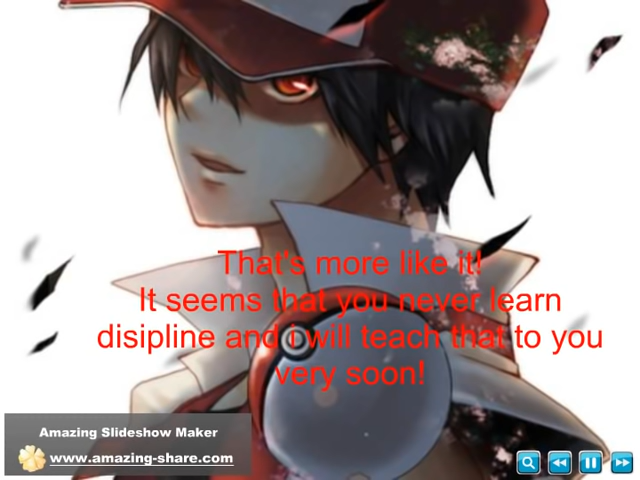 That's more like it!
It seems that you never learn
disipline and i will teach that to you
very soon!
Amazing Slideshow Maker
www.amazing-share.com